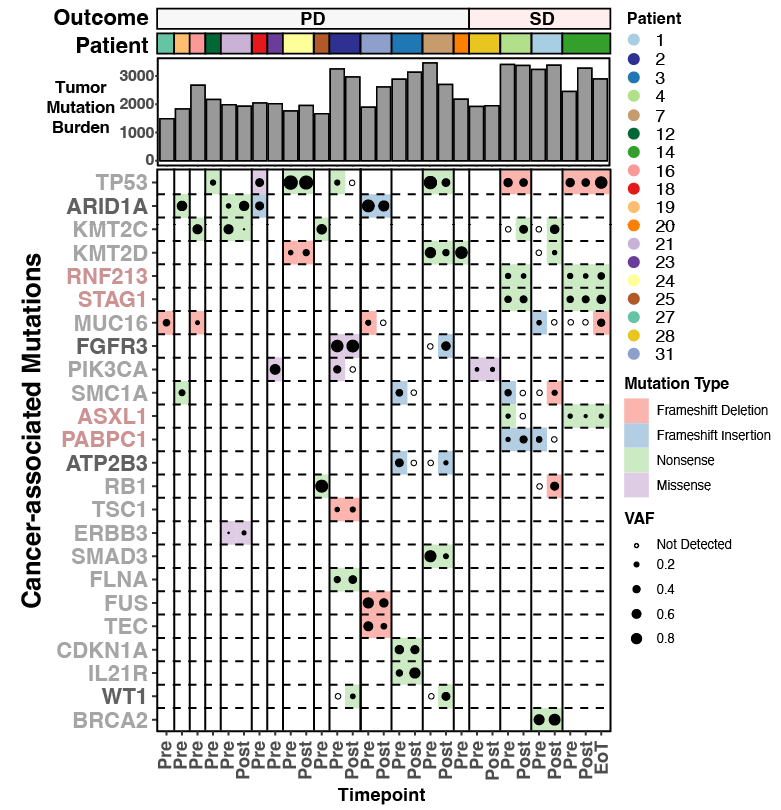 Outcome
PD
SD
Patient
Tumor
Mutation
Burden
3000
2000
1000
0
Cancer-associated Mutations
TP53
ARID1A
KMT2C
KMT2D
RNF213
STAG1
MUC16
FGFR3
PIK3CA
SMC1A
ASXL1
PABPC1
ATP2B3
RB1
TSC1
ERBB3
SMAD3
FLNA
FUS
TEC
CDKN1A
IL21R
WT1
BRCA2
Pre
Pre
Pre
Pre
Pre
Post
Pre
Pre
Pre
Post
Pre
Pre
Post
Pre
Post
Pre
Post
Pre
Post
Pre
Pre
Post
Pre
Post
Pre
Post
Pre
Post
EoT
Timepoint
Patient
1
2
3
4
7
12
14
16
18
19
20
21
23
24
25
27
28
31
Mutation Type
Frameshift Deletion
Frameshift Insertion
Nonsense
Missense
VAF
Not Detected
0.2
0.4
0.6
0.8